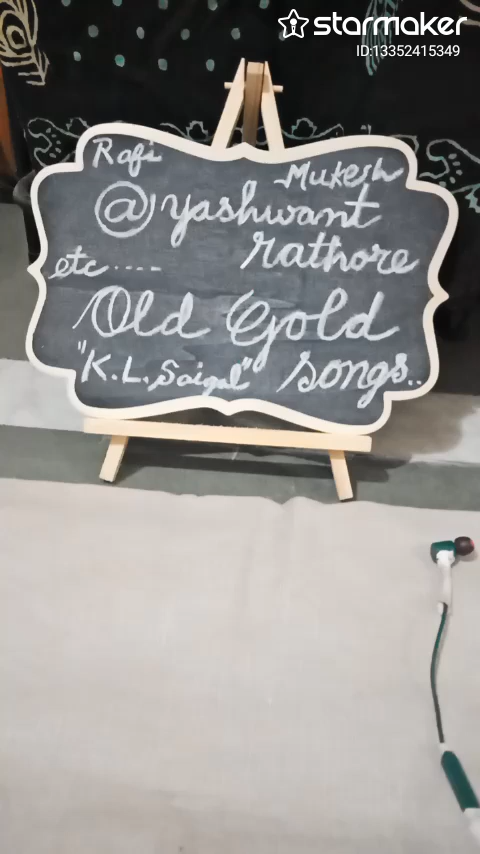 starmaker
ID:13352415349
Rafi
Mukesh
@yashwant
rathore
etc....
Old Gold
"K.L.Saigal" songs..